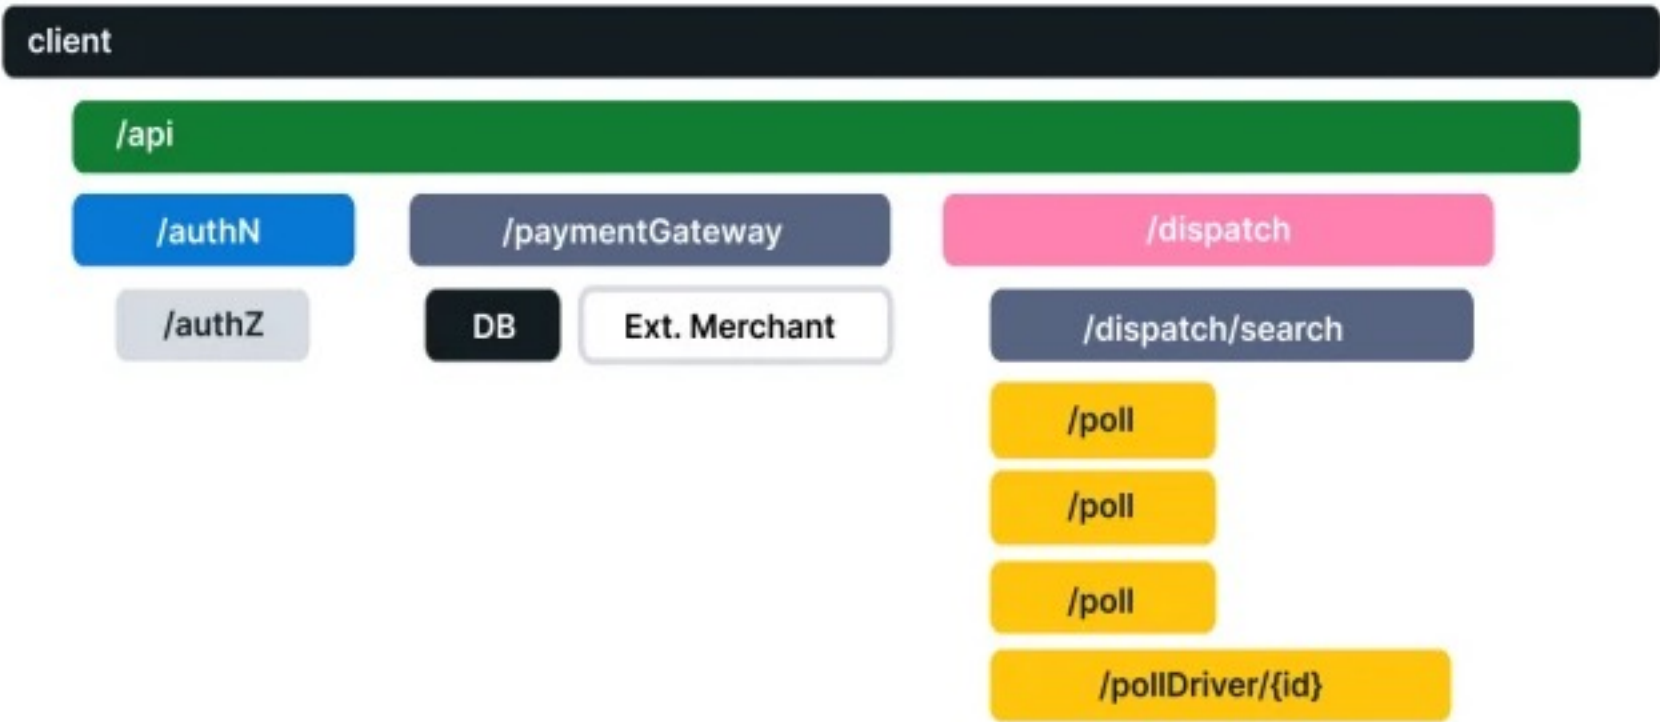 client
/api
/authN
/paymentGateway
/dispatch
/authZ
DB
Ext. Merchant
/dispatch/search
/poll
/poll
/poll
/pollDriver/{id}